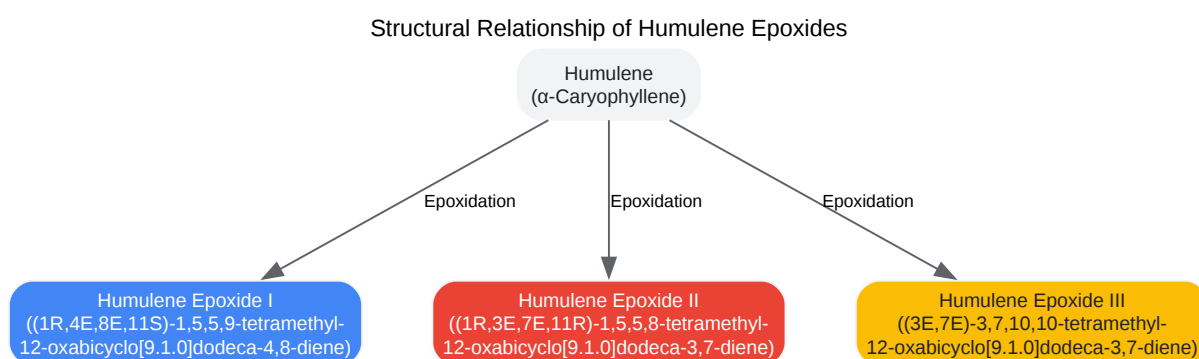 Structural Relationship of Humulene Epoxides
Humulene
(α-Caryophyllene)
Epoxidation
Epoxidation
Epoxidation
Humulene Epoxide I
((1R,4E,8E,11S)-1,5,5,9-tetramethyl-
12-oxabicyclo[9.1.0]dodeca-4,8-diene)
Humulene Epoxide II
((1R,3E,7E,11R)-1,5,5,8-tetramethyl-
12-oxabicyclo[9.1.0]dodeca-3,7-diene)
Humulene Epoxide III
((3E,7E)-3,7,10,10-tetramethyl-
12-oxabicyclo[9.1.0]dodeca-3,7-diene)